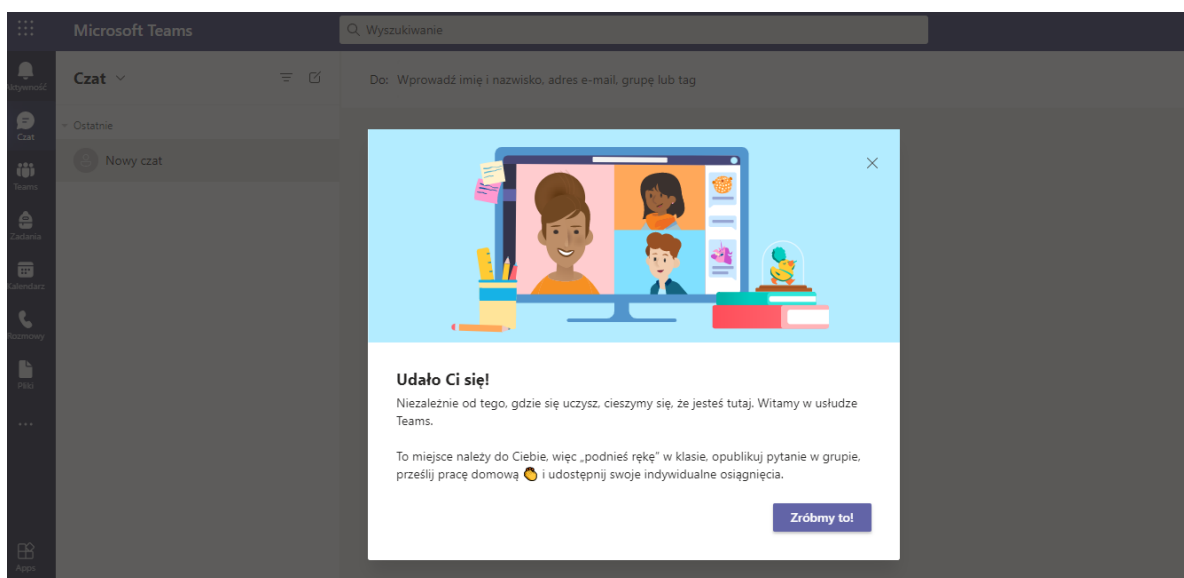 Microsoft Teams
Wyszukiwanie
Aktywność
Czat
Do: Wprowadź imię i nazwisko, adres e-mail, grupę lub tag
Czat
Ostatnie
Nowy czat
Teams
Zadania
Kalendarz
Rozmowy
Pliki
Udało Ci się!
Niezależnie od tego, gdzie się uczysz, cieszymy się, że jesteś tutaj. Witamy w usłudze
Teams.
To miejsce należy do Ciebie, więc „podnieś rękę” w klasie, opublikuj pytanie w grupie,
prześlij pracę domową 👏 i udostępnij swoje indywidualne osiągnięcia.
Zróbmy to!
Apps